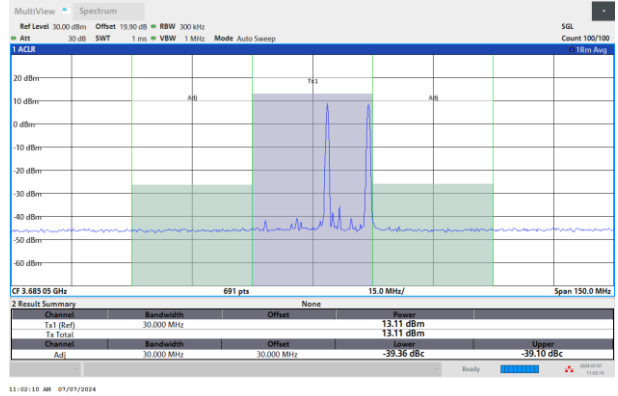 MultiView Spectrum
Ref Level 30.00 dBm Offset 19.90 dB RBW 300 kHz SGL
Att 30 dB SWT 1 ms VBW 1 MHz Mode Auto Sweep Count 100/100
1 ACLR 1Rm Avg
20 dBm
Tx1
10 dBm Adj Adj
0 dBm
-10 dBm
-20 dBm
-30 dBm
-40 dBm
-50 dBm
-60 dBm
CF 3.685 05 GHz 691 pts 15.0 MHz/ Span 150.0 MHz
2 Result Summary None
Channel Bandwidth Offset Power
Tx1 (Ref) 30.000 MHz 13.11 dBm
Tx Total 13.11 dBm
Channel Bandwidth Offset Lower Upper
Adj 30.000 MHz 30.000 MHz -39.36 dBc -39.10 dBc
Ready 2024-07-07
11:02:10
11:02:10 AM 07/07/2024